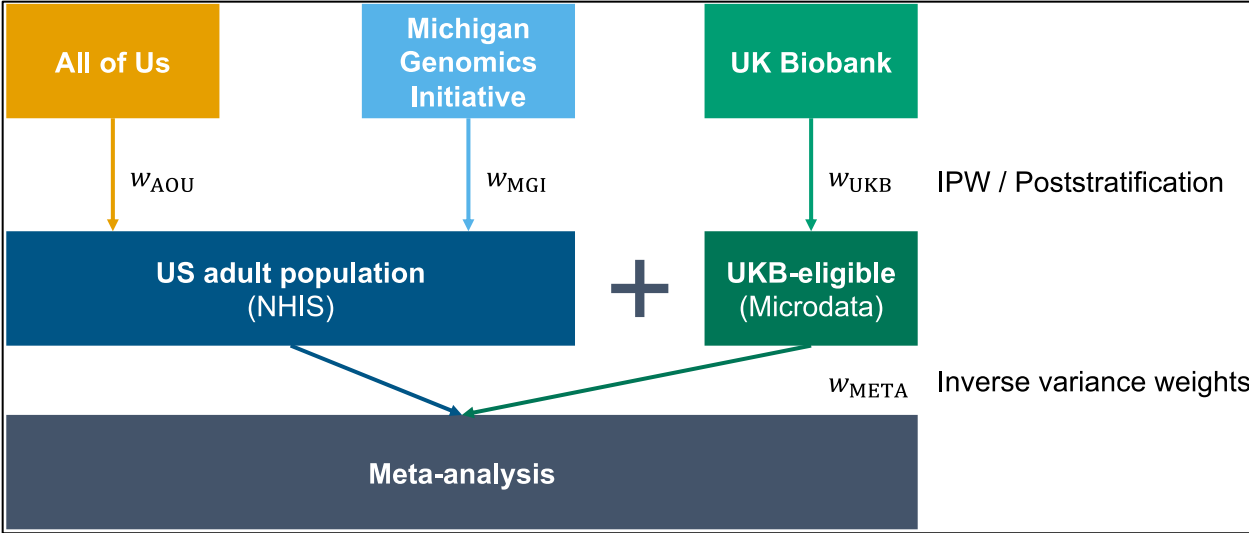 All of Us
Michigan
Genomics
Initiative
UK Biobank
w_AOU
w_MGI
w_UKB
IPW / Poststratification
US adult population
(NHIS)
+
UKB-eligible
(Microdata)
w_META
Inverse variance weights
Meta-analysis